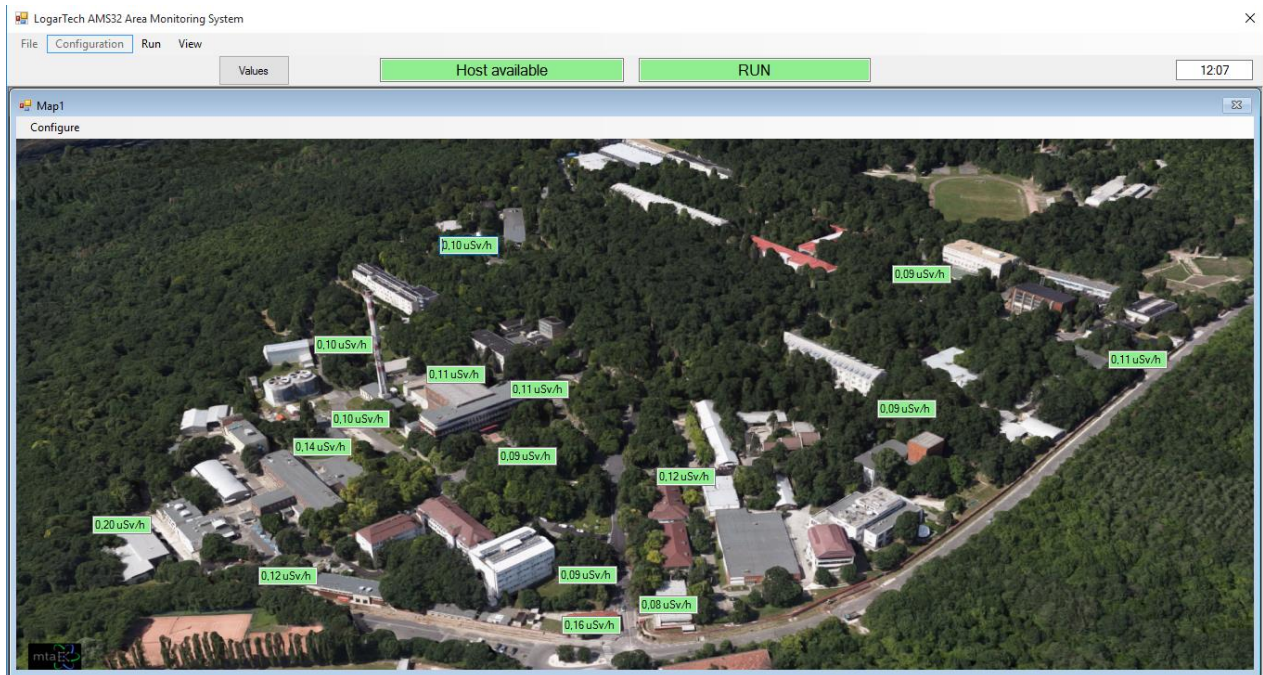 LogarTech AMS32 Area Monitoring System
File Configuration Run View
Values Host available RUN 12:07
Map1
Configure
0,10 uSv/h
0,09 uSv/h
0,10 uSv/h
0,11 uSv/h
0,11 uSv/h
0,11 uSv/h
0,10 uSv/h
0,09 uSv/h
0,14 uSv/h
0,09 uSv/h
0,12 uSv/h
0,20 uSv/h
0,12 uSv/h
0,09 uSv/h
0,08 uSv/h
0,16 uSv/h